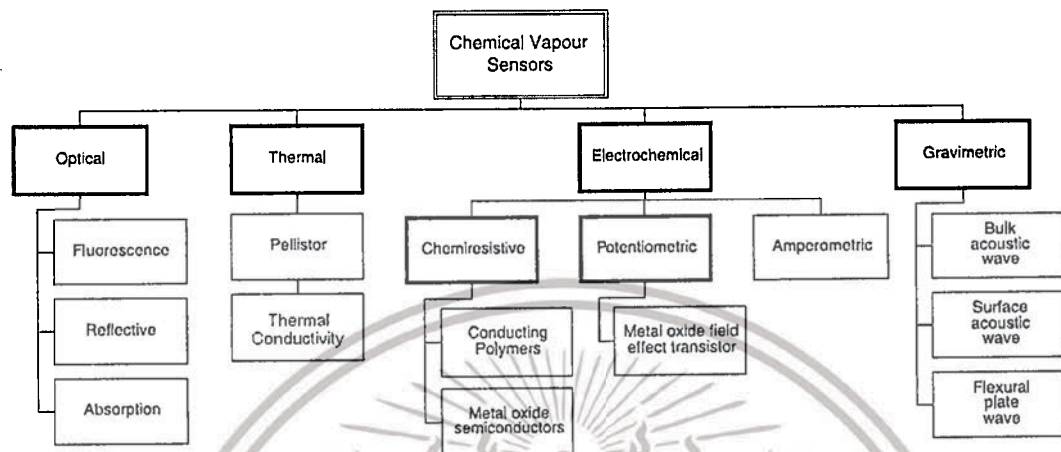 Chemical Vapour
Sensors
Optical
Thermal
Electrochemical
Gravimetric
Fluorescence
Reflective
Absorption
Pellistor
Thermal
Conductivity
Chemiresistive
Potentiometric
Amperometric
Conducting
Polymers
Metal oxide
semiconductors
Metal oxide field
effect transistor
Bulk
acoustic
wave
Surface
acoustic
wave
Flexural
plate
wave